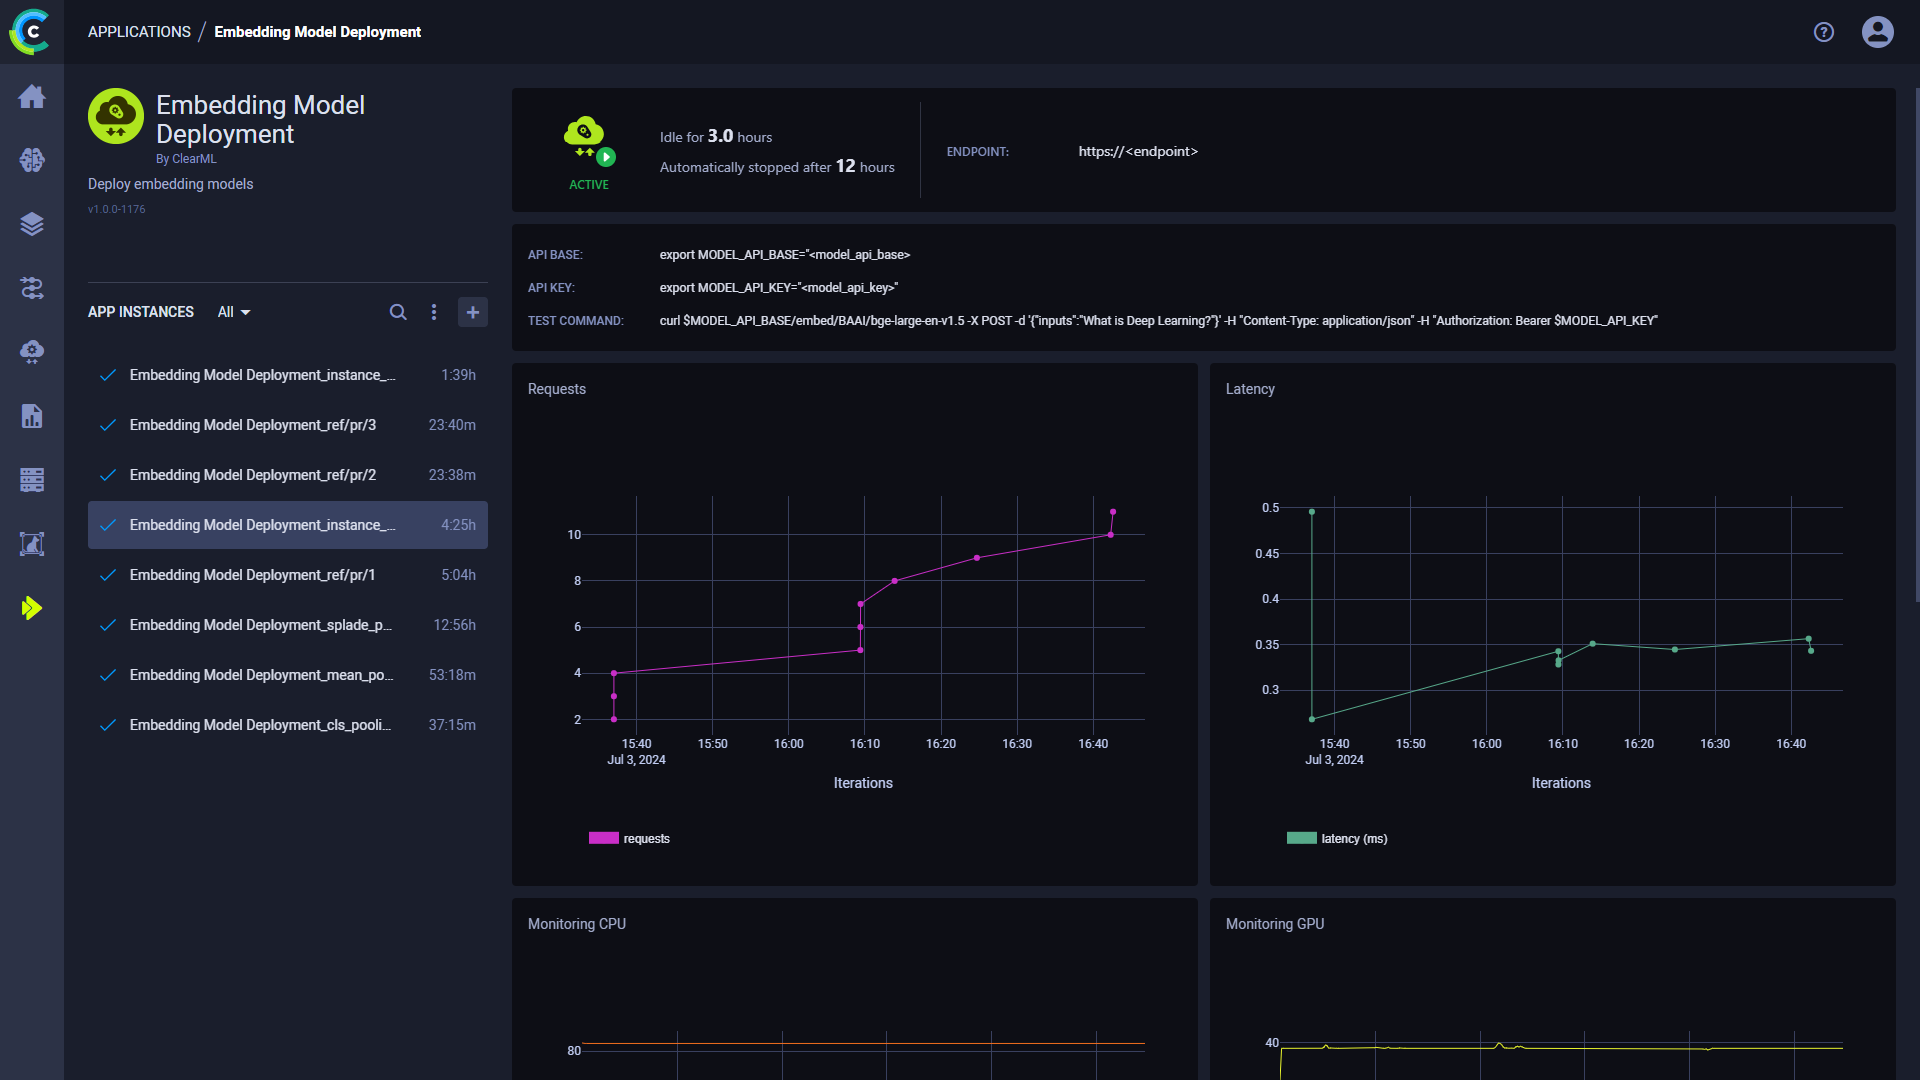 APPLICATIONS / Embedding Model Deployment
Embedding Model
Deployment
By ClearML
Deploy embedding models
v1.0.0-1176
APP INSTANCES All
Embedding Model Deployment_instance_... 1:39h
Embedding Model Deployment_ref/pr/3 23:40m
Embedding Model Deployment_ref/pr/2 23:38m
Embedding Model Deployment_instance_... 4:25h
Embedding Model Deployment_ref/pr/1 5:04h
Embedding Model Deployment_splade_p... 12:56h
Embedding Model Deployment_mean_po... 53:18m
Embedding Model Deployment_cls_pooli... 37:15m
ACTIVE
Idle for 3.0 hours
Automatically stopped after 12 hours
ENDPOINT: https://<endpoint>
API BASE: export MODEL_API_BASE="<model_api_base>
API KEY: export MODEL_API_KEY="<model_api_key>"
TEST COMMAND: curl $MODEL_API_BASE/embed/BAAI/bge-large-en-v1.5 -X POST -d '{"inputs":"What is Deep Learning?"}' -H "Content-Type: application/json" -H "Authorization: Bearer $MODEL_API_KEY"
Requests
10
8
6
4
2
15:40 15:50 16:00 16:10 16:20 16:30 16:40
Jul 3, 2024
Iterations
requests
Latency
0.5
0.45
0.4
0.35
0.3
15:40 15:50 16:00 16:10 16:20 16:30 16:40
Jul 3, 2024
Iterations
latency (ms)
Monitoring CPU
80
Monitoring GPU
40